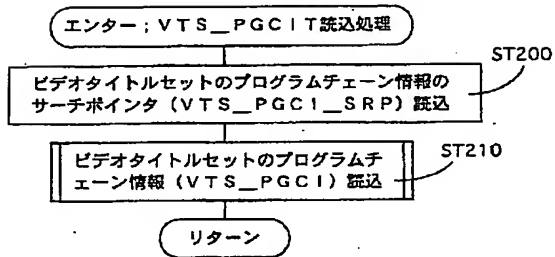 エンター；ＶＴＳ＿ＰＧＣＩＴ読込処理
ST200
ビデオタイトルセットのプログラムチェーン情報の
サーチポインタ（ＶＴＳ＿ＰＧＣＩ＿ＳＲＰ）読込
ST210
ビデオタイトルセットのプログラムチ
ェーン情報（ＶＴＳ＿ＰＧＣＩ）読込
リターン